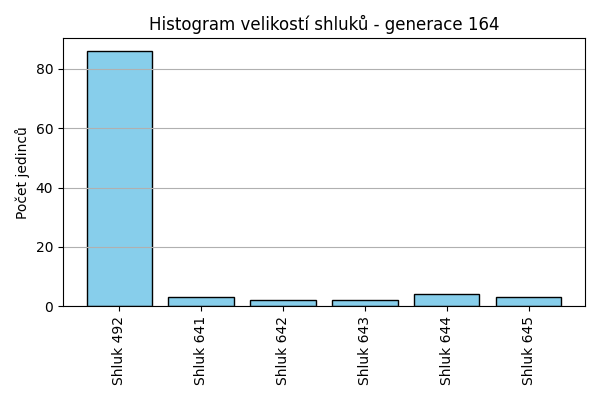 Histogram velikostí shluků - generace 164
Počet jedinců
80
60
40
20
0
Shluk 492
Shluk 641
Shluk 642
Shluk 643
Shluk 644
Shluk 645